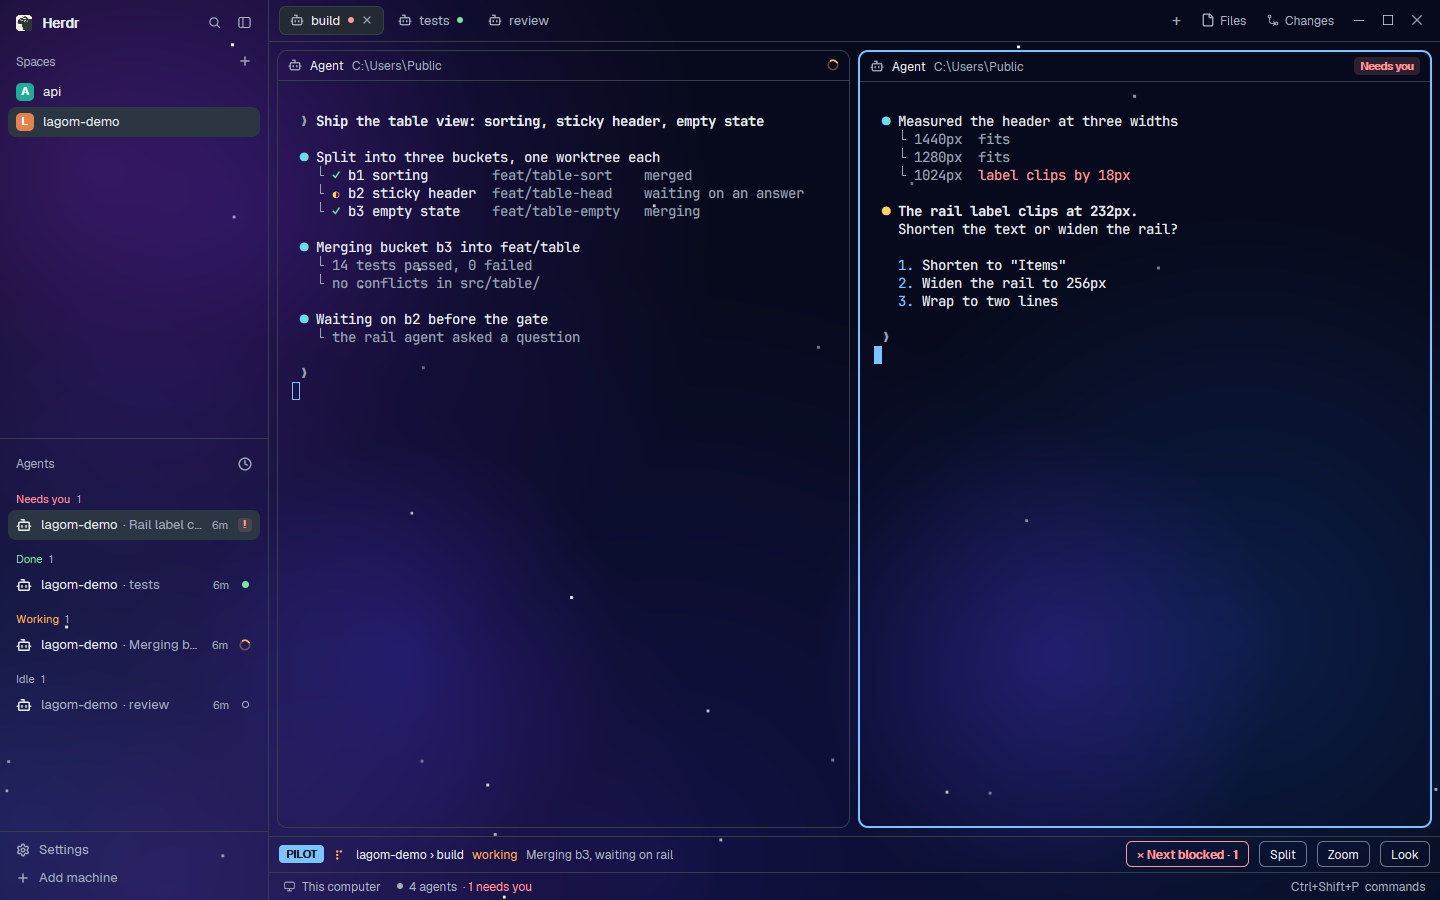 Herdr
Spaces
A api
L lagom-demo
Agents
Needs you 1
lagom-demo · Rail label c... 6m !
Done 1
lagom-demo · tests 6m
Working 1
lagom-demo · Merging b... 6m
Idle 1
lagom-demo · review 6m
Settings
Add machine
build
tests
review
Files
Changes
Agent C:\Users\Public
❯ Ship the table view: sorting, sticky header, empty state
● Split into three buckets, one worktree each
└ ✓ b1 sorting feat/table-sort merged
└ ◐ b2 sticky header feat/table-head waiting on an answer
└ ✓ b3 empty state feat/table-empty merging
● Merging bucket b3 into feat/table
└ 14 tests passed, 0 failed
└ no conflicts in src/table/
● Waiting on b2 before the gate
└ the rail agent asked a question
❯
Agent C:\Users\Public Needs you
● Measured the header at three widths
└ 1440px fits
└ 1280px fits
└ 1024px label clips by 18px
● The rail label clips at 232px.
Shorten the text or widen the rail?
1. Shorten to "Items"
2. Widen the rail to 256px
3. Wrap to two lines
❯
PILOT lagom-demo › build working Merging b3, waiting on rail
× Next blocked · 1 Split Zoom Look
This computer ● 4 agents · 1 needs you
Ctrl+Shift+P commands